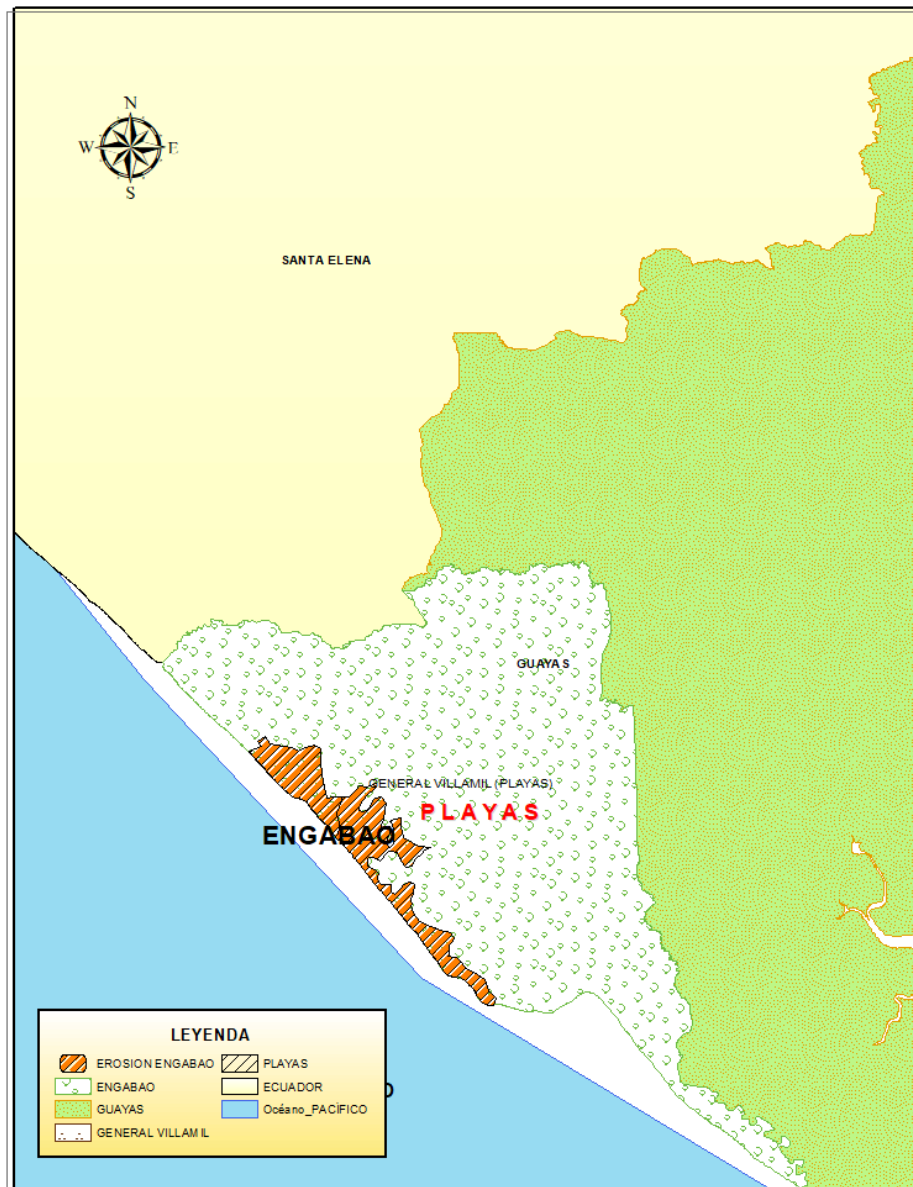 N
W E
S
SANTA ELENA
GUAYAS
GENERAL VILLAMIL (PLAYAS)
PLAYAS
ENGABAO
LEYENDA
EROSION ENGABAO
ENGABAO
GUAYAS
GENERAL VILLAMIL
PLAYAS
ECUADOR
Océano_PACÍFICO
O